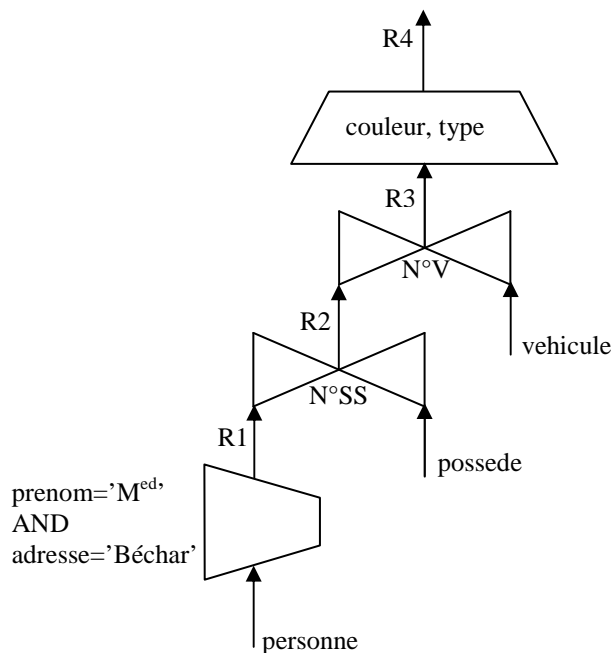 R4
couleur, type
R3
N°V
R2
vehicule
N°SS
R1
possede
prenom=’Mᵉᵈ’
AND
adresse=’Béchar’
personne